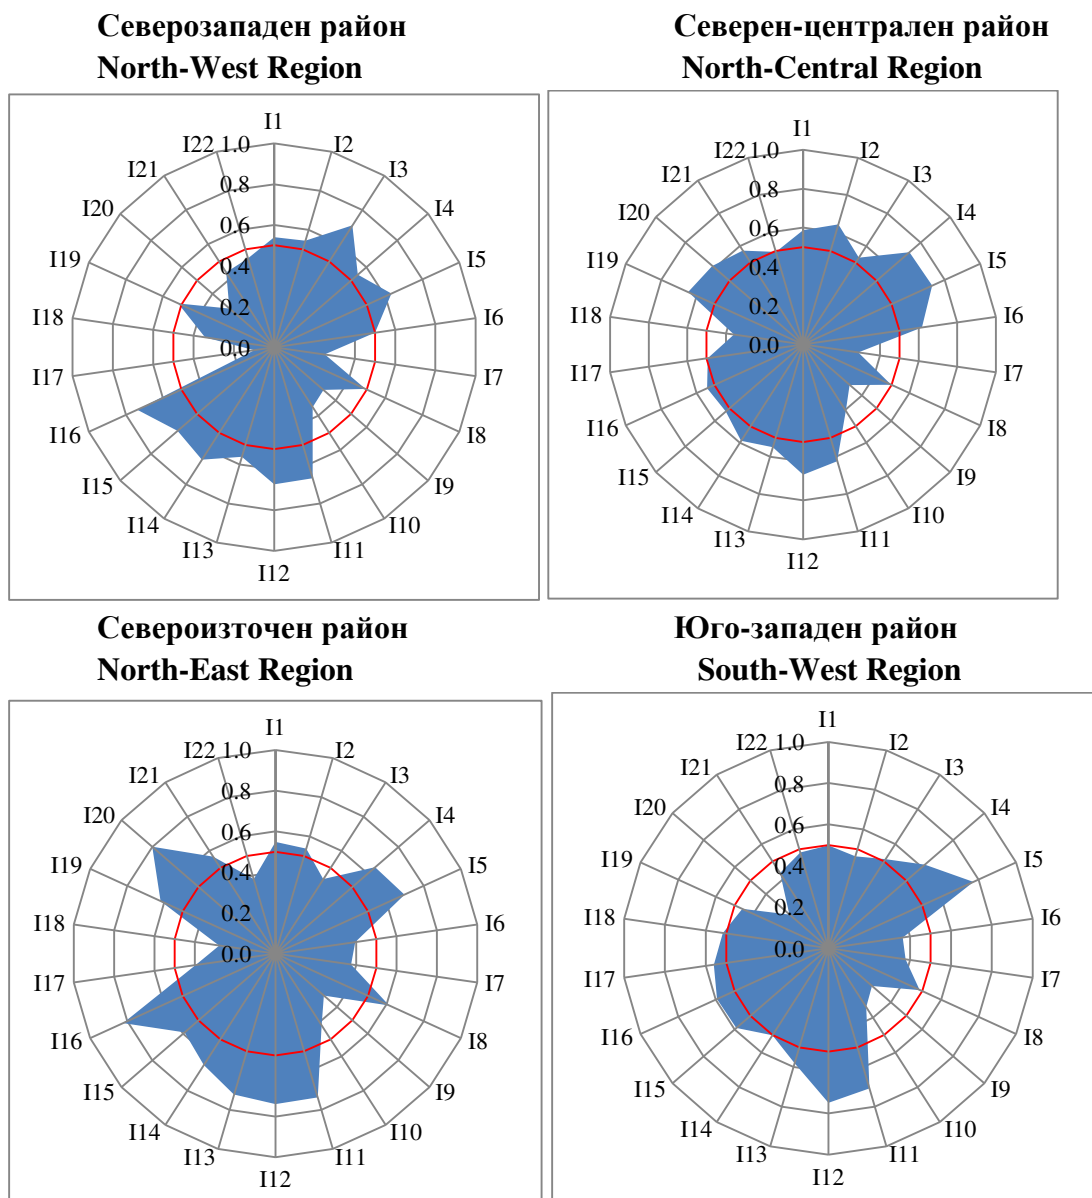 Северозападен район
North-West Region
Северен-централен район
North-Central Region
I1
I2
I3
I4
I5
I6
I7
I8
I9
I10
I11
I12
I13
I14
I15
I16
I17
I18
I19
I20
I21
I22
1.0
0.8
0.6
0.4
0.2
0.0
I1
I2
I3
I4
I5
I6
I7
I8
I9
I10
I11
I12
I13
I14
I15
I16
I17
I18
I19
I20
I21
I22
1.0
0.8
0.6
0.4
0.2
0.0
Североизточен район
North-East Region
Юго-западен район
South-West Region
I1
I2
I3
I4
I5
I6
I7
I8
I9
I10
I11
I12
I13
I14
I15
I16
I17
I18
I19
I20
I21
I22
1.0
0.8
0.6
0.4
0.2
0.0
I1
I2
I3
I4
I5
I6
I7
I8
I9
I10
I11
I12
I13
I14
I15
I16
I17
I18
I19
I20
I21
I22
1.0
0.8
0.6
0.4
0.2
0.0